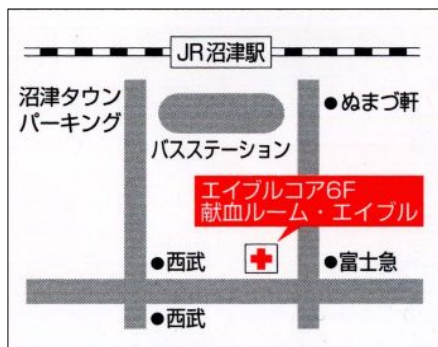 JR沼津駅
沼津タウン
パーキング
●ぬまづ軒
バスステーション
エイブルコア6F
献血ルーム・エイブル
●西武
●富士急
●西武